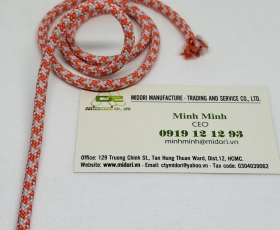 MIDORI MANUFACTURE - TRADING AND SERVICE CO., LTD.
Minh Minh
CEO
0919 12 12 93
minhminh@midori.vn
Office: 129 Truong Chinh St., Tan Hung Thuan Ward, Dist.12, HCMC.
Website: www.midori.vn - Email: ctymidori@yahoo.vn - Tax code: 0304039062